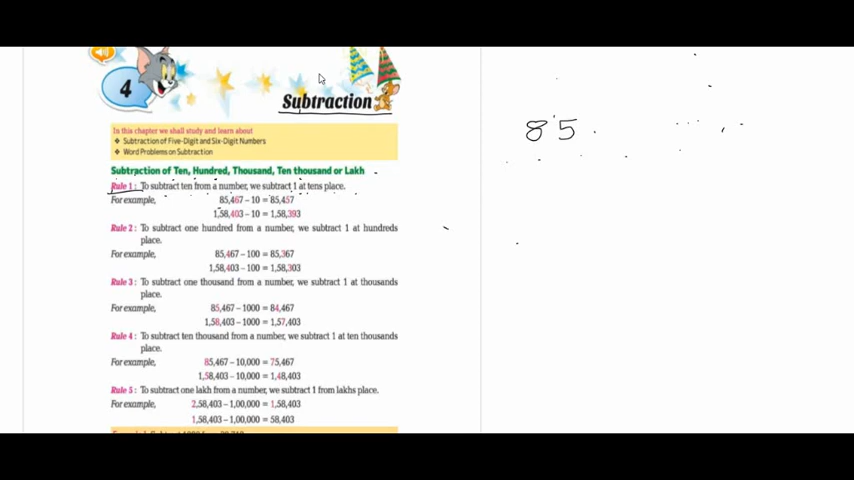 4
Subtraction
In this chapter we shall study and learn about
❖ Subtraction of Five-Digit and Six-Digit Numbers
❖ Word Problems on Subtraction
Subtraction of Ten, Hundred, Thousand, Ten thousand or Lakh
Rule 1: To subtract ten from a number, we subtract 1 at tens place.
For example, 85,467 – 10 = 85,457
1,58,403 – 10 = 1,58,393
Rule 2: To subtract one hundred from a number, we subtract 1 at hundreds
place.
For example, 85,467 – 100 = 85,367
1,58,403 – 100 = 1,58,303
Rule 3: To subtract one thousand from a number, we subtract 1 at thousands
place.
For example, 85,467 – 1000 = 84,467
1,58,403 – 1000 = 1,57,403
Rule 4: To subtract ten thousand from a number, we subtract 1 at ten thousands
place.
For example, 85,467 – 10,000 = 75,467
1,58,403 – 10,000 = 1,48,403
Rule 5: To subtract one lakh from a number, we subtract 1 from lakhs place.
For example, 2,58,403 – 1,00,000 = 1,58,403
1,58,403 – 1,00,000 = 58,403
85